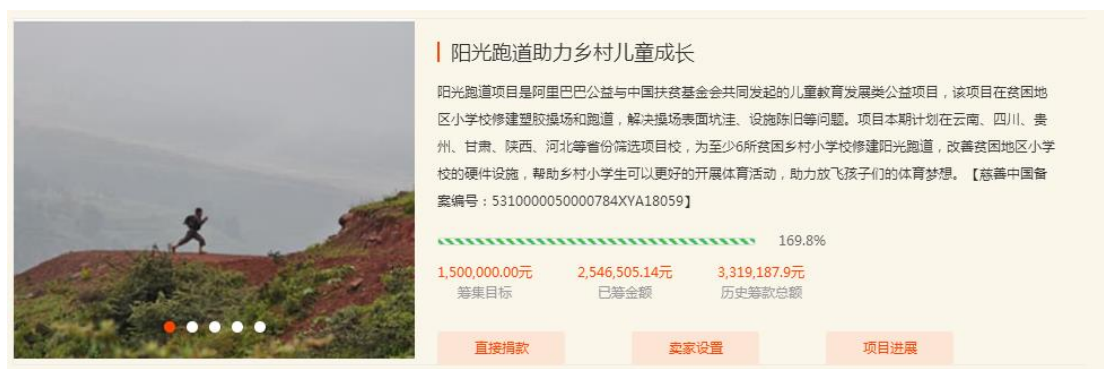 阳光跑道助力乡村儿童成长
阳光跑道项目是阿里巴巴公益与中国扶贫基金会共同发起的儿童教育发展类公益项目，该项目在贫困地
区小学校修建塑胶操场和跑道，解决操场表面坑洼、设施陈旧等问题。项目本期计划在云南、四川、贵
州、甘肃、陕西、河北等省份筛选项目校，为至少6所贫困乡村小学校修建阳光跑道，改善贫困地区小学
校的硬件设施，帮助乡村小学生可以更好的开展体育活动，助力放飞孩子们的体育梦想。【慈善中国备
案编号：5310000050000784XYA18059】
169.8%
1,500,000.00元 2,546,505.14元 3,319,187.9元
筹集目标 已筹金额 历史筹款总额
直接捐款 卖家设置 项目进展